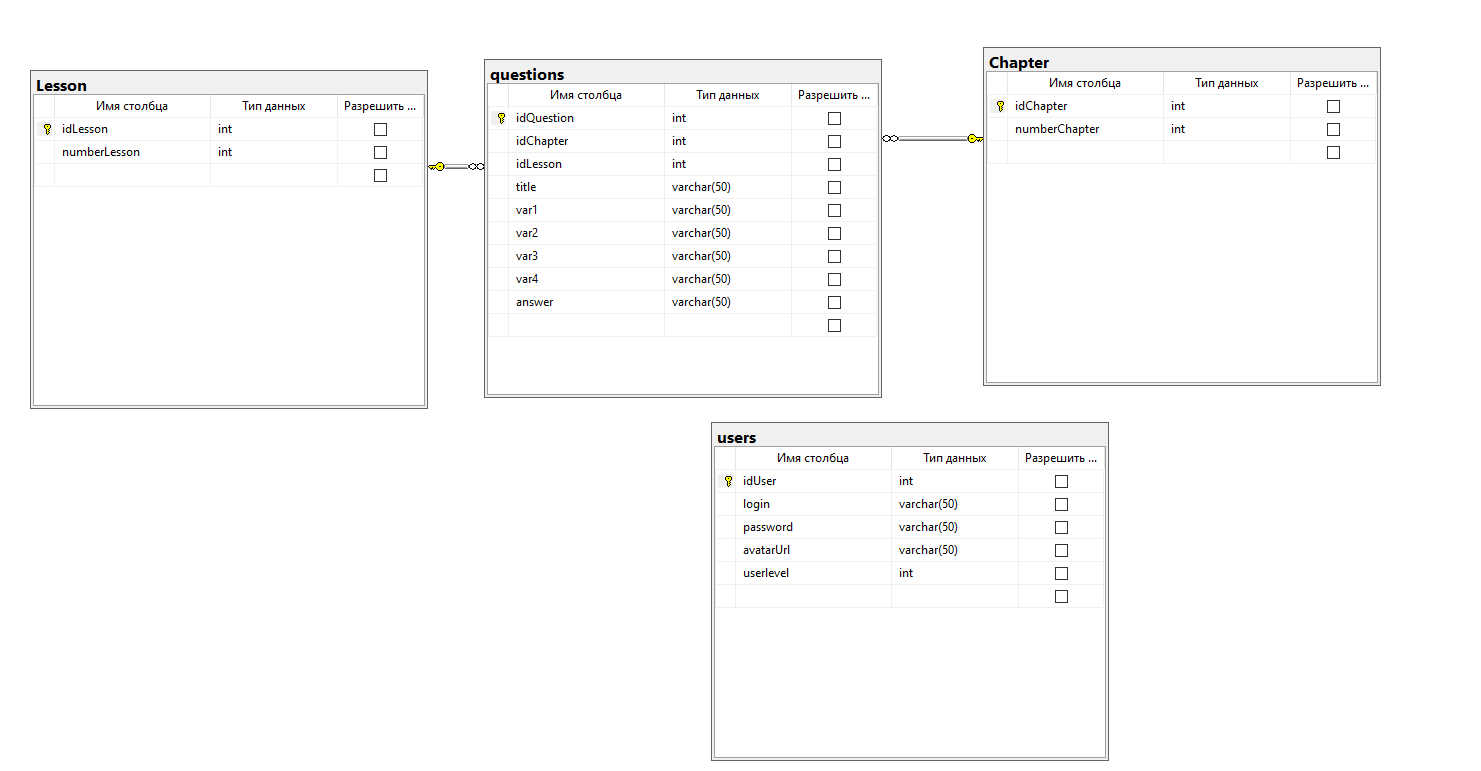 Lesson
Имя столбца Тип данных Разрешить ...
idLesson int
numberLesson int
questions
Имя столбца Тип данных Разрешить ...
idQuestion int
idChapter int
idLesson int
title varchar(50)
var1 varchar(50)
var2 varchar(50)
var3 varchar(50)
var4 varchar(50)
answer varchar(50)
Chapter
Имя столбца Тип данных Разрешить ...
idChapter int
numberChapter int
users
Имя столбца Тип данных Разрешить ...
idUser int
login varchar(50)
password varchar(50)
avatarUrl varchar(50)
userlevel int